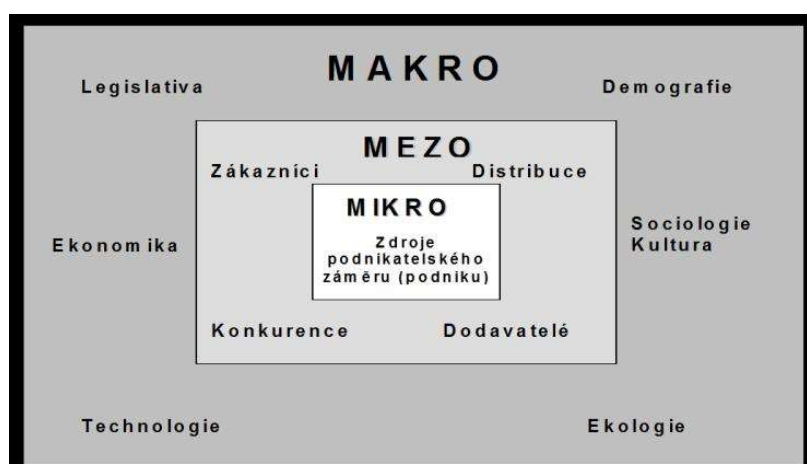 MAKRO
Legislativa
Demografie
MEZO
Zákazníci
Distribuce
MIKRO
Zdroje
podnikatelského
záměru (podniku)
Ekonomika
Sociologie
Kultura
Konkurence
Dodavatelé
Technologie
Ekologie